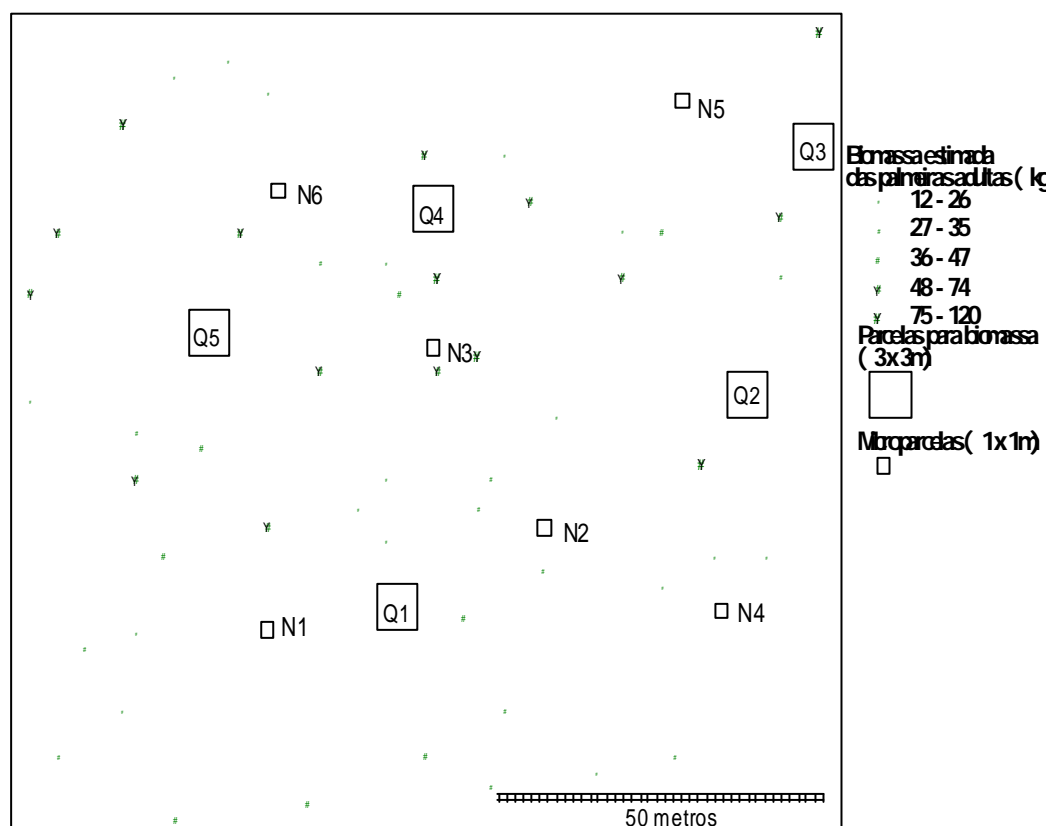 N5
Q3
N6
Q4
Q5
N3
Q2
N2
Q1
N4
N1
50 metros
Biomassa estimada
das palmeiras adultas ( kg
12 - 26
27 - 35
36 - 47
48 - 74
75 - 120
Parcelas para biomassa
( 3x3m)
Microparcelas ( 1x1m)